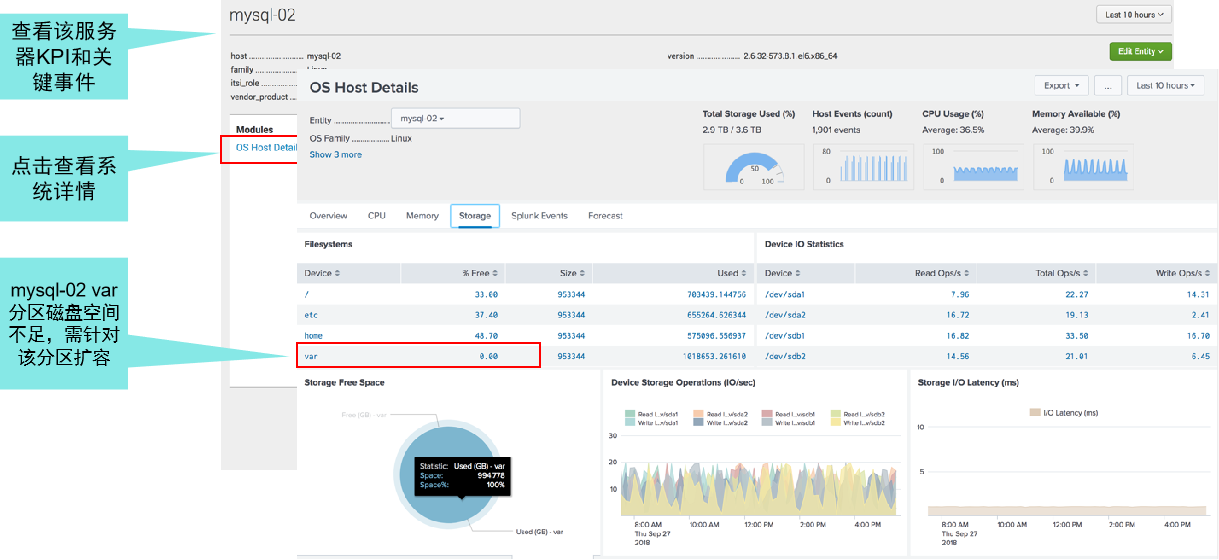 查看该服务
器KPI和关
键事件
点击查看系
统详情
mysql-02 var
分区磁盘空间
不足，需针对
该分区扩容
mysql-02
Last 10 hours
host mysql-02
version 2.6.32-573.8.1.el6.x86_64
Edit Entity
family Linux
itsi_role
vendor_product
Modules
OS Host Detail
OS Host Details
Export ... Last 10 hours
Entity mysql-02
OS Family Linux
Show 3 more
Total Storage Used (%)
2.9 TB / 3.6 TB
0 50 100
Host Events (count)
1,901 events
80
0
CPU Usage (%)
Average: 36.5%
100
0
Memory Available (%)
Average: 39.9%
100
0
Overview CPU Memory Storage Splunk Events Forecast
Filesystems
Device % Free Size Used
/ 33.00 953344 703439.144756
etc 37.40 953344 655264.526344
home 48.70 953344 575096.556937
var 0.00 953344 1018653.261610
Device IO Statistics
Device Read Ops/s Total Ops/s Write Ops/s
/dev/sda1 7.96 22.27 14.31
/dev/sda2 16.72 19.13 2.41
/dev/sdb1 16.82 33.50 16.70
/dev/sdb2 14.56 21.01 6.45
Storage Free Space
Free (GB) - var
Statistic: Used (GB) - var
Space: 994778
Space%: 100%
Used (GB) - var
Device Storage Operations (IO/sec)
Read I...v/sda1 Read I...v/sda2 Read I...v/sdb1 Read I...v/sdb2
Write I...v/sda1 Write I...v/sda2 Write I...v/sdb1 Write I...v/sdb2
30
20
10
8:00 AM 10:00 AM 12:00 PM 2:00 PM 4:00 PM
Thu Sep 27
2018
Storage I/O Latency (ms)
I/O Latency (ms)
10
5
8:00 AM 10:00 AM 12:00 PM 2:00 PM 4:00 PM
Thu Sep 27
2018